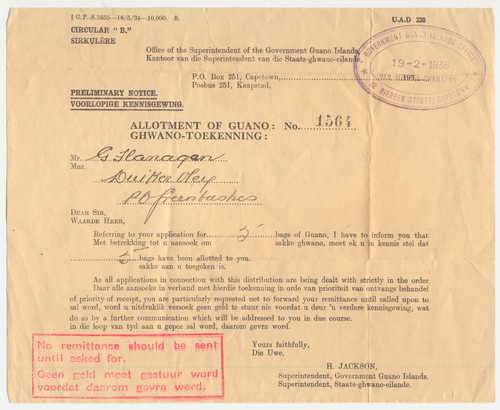 § G.P.-S.3855—18/5/34—10,000. S.
U.A.D 230
CIRCULAR "B."
SIRKULÊRE
Office of the Superintendent of the Government Guano Islands,
Kantoor van die Superintendent van die Staats-ghwano-eilande,
19-2-1936
P.O. Box 251, Capetown,
Posbus 251, Kaapstad,
PRELIMINARY NOTICE.
VOORLOPIGE KENNISGEWING.
ALLOTMENT OF GUANO: No. 1564
GHWANO-TOEKENNING:
Mr. G Flanagan
Mnr.
DEAR SIR,
WAARDE HEER,
Referring to your application for 5 bags of Guano, I have to inform you that
Met betrekking tot u aansoek om sakke ghwano, moet ek u in kennis stel dat
5 bags have been allotted to you.
sakke aan u toegeken is.
As all applications in connection with this distribution are being dealt with strictly in the order
Daar alle aansoeke in verband met hierdie toekenning in orde van prioriteit van ontvangs behandel
of priority of receipt, you are particularly requested not to forward your remittance until called upon to
sal word, word u uitdruklik versoek geen geld te stuur nie voordat u deur 'n verdere kennisgewing, wat
do so by a further communication which will be addressed to you in due course.
in die loop van tyd aan u gepos sal word, daarom gevra word.
No remittance should be sent
until asked for.
Geen geld moet gestuur word
voordat daarom gevra word.
Yours faithfully,
Die Uwe,
H. JACKSON,
Superintendent, Government Guano Islands.
Superintendent, Staats-ghwano-eilande.